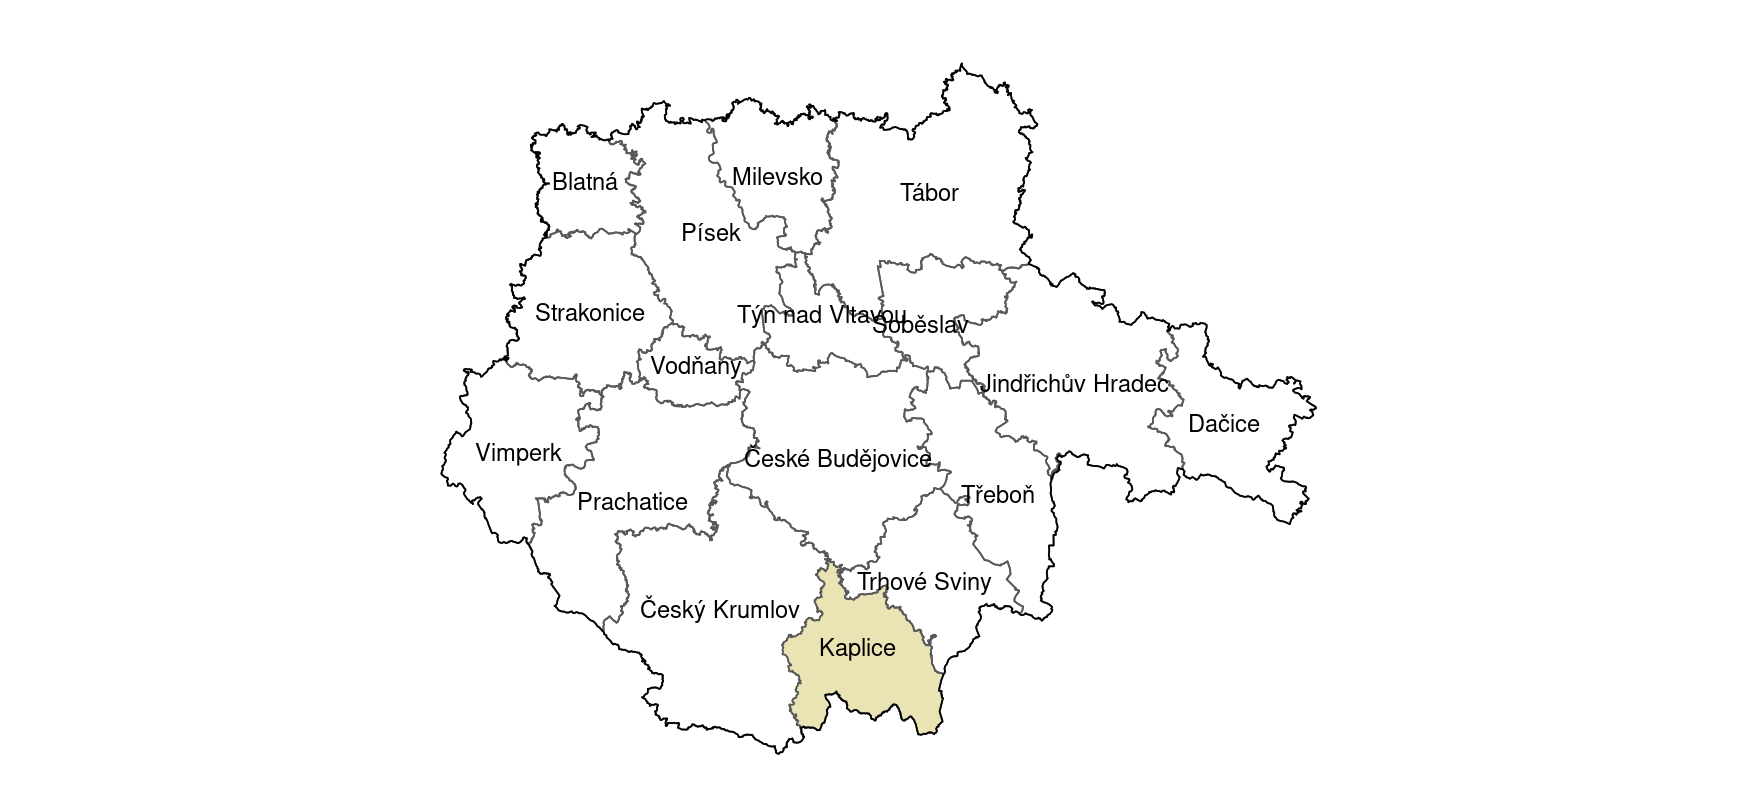 Milevsko
Blatná
Tábor
Písek
Strakonice
Týn nad Vltavou
Soběslav
Vodňany
Jindřichův Hradec
Dačice
Vimperk
České Budějovice
Třeboň
Prachatice
Trhové Sviny
Český Krumlov
Kaplice